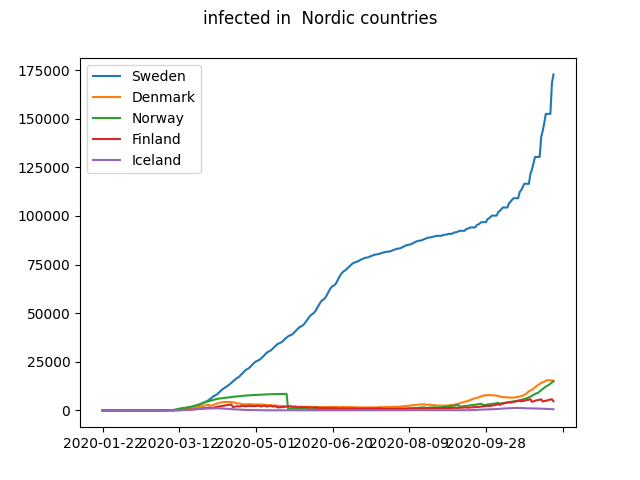 infected in  Nordic countries
175000
150000
125000
100000
75000
50000
25000
0
Sweden
Denmark
Norway
Finland
Iceland
2020-01-22 2020-03-12 2020-05-01 2020-06-20 2020-08-09 2020-09-28